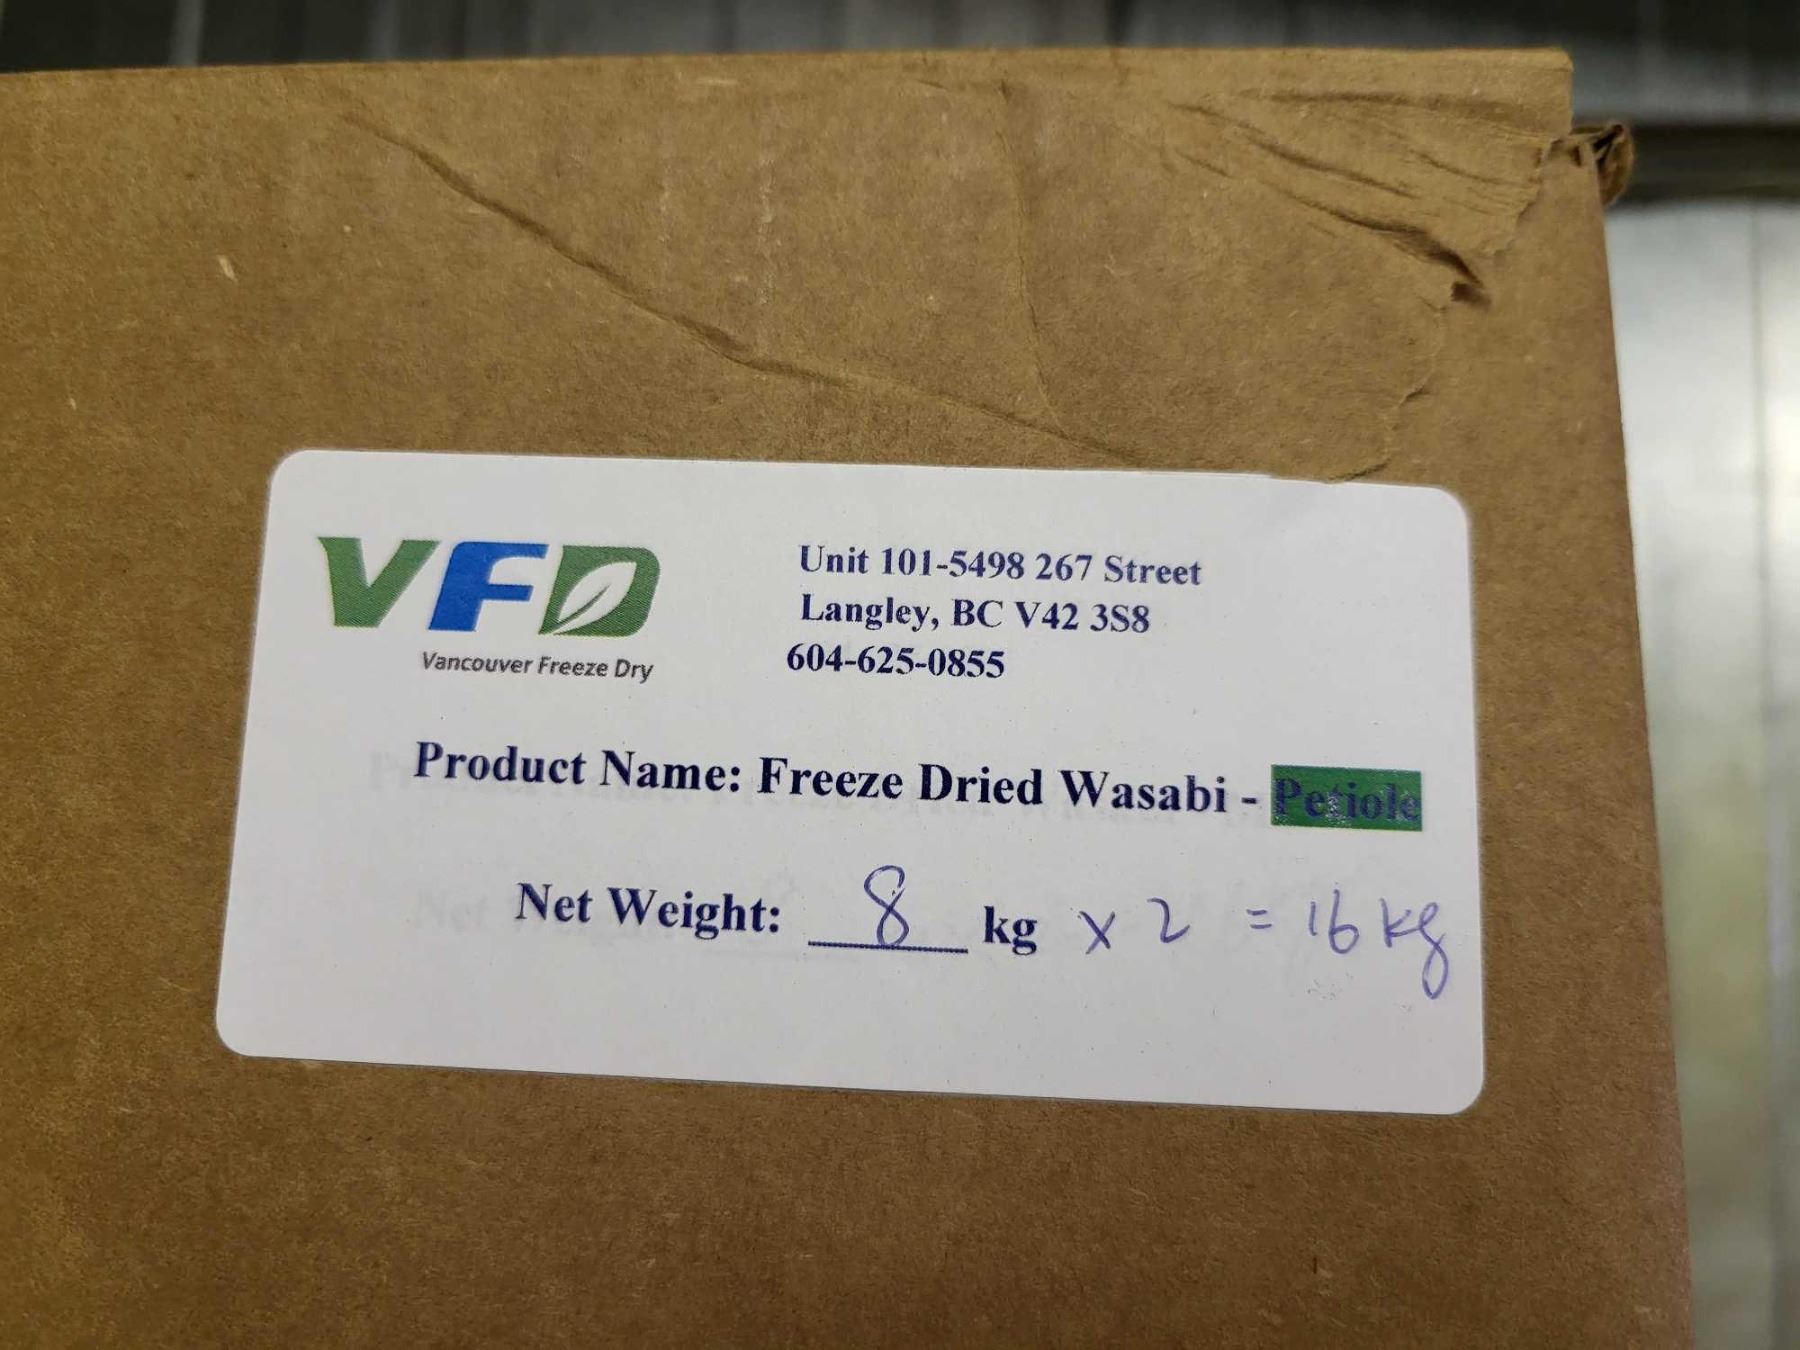 VFD
Vancouver Freeze Dry
Unit 101-5498 267 Street
Langley, BC V42 3S8
604-625-0855
Product Name: Freeze Dried Wasabi - Petiole
Net Weight: 8 kg x 2 = 16 kg